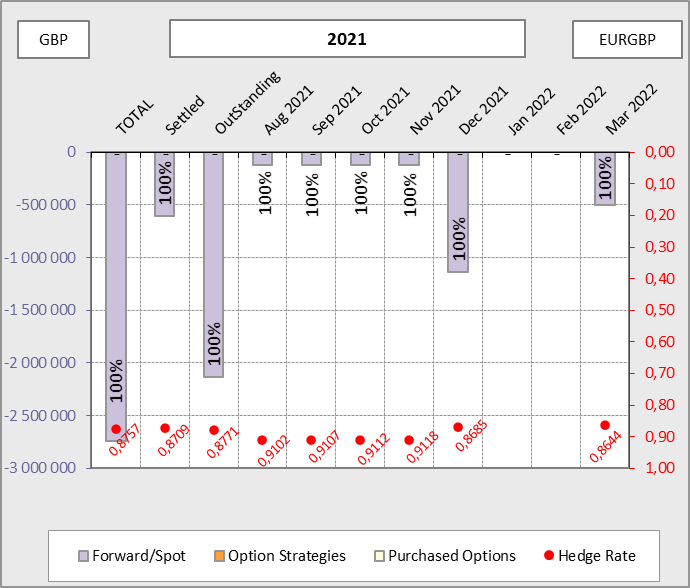 GBP
2021
EURGBP
TOTAL
Settled
OutStanding
Aug 2021
Sep 2021
Oct 2021
Nov 2021
Dec 2021
Jan 2022
Feb 2022
Mar 2022
0
-500 000
-1 000 000
-1 500 000
-2 000 000
-2 500 000
-3 000 000
100%
100%
100%
100%
100%
100%
100%
100%
100%
0,8757
0,8709
0,8771
0,9102
0,9107
0,9112
0,9118
0,8685
0,8644
0,00
0,10
0,20
0,30
0,40
0,50
0,60
0,70
0,80
0,90
1,00
Forward/Spot
Option Strategies
Purchased Options
Hedge Rate